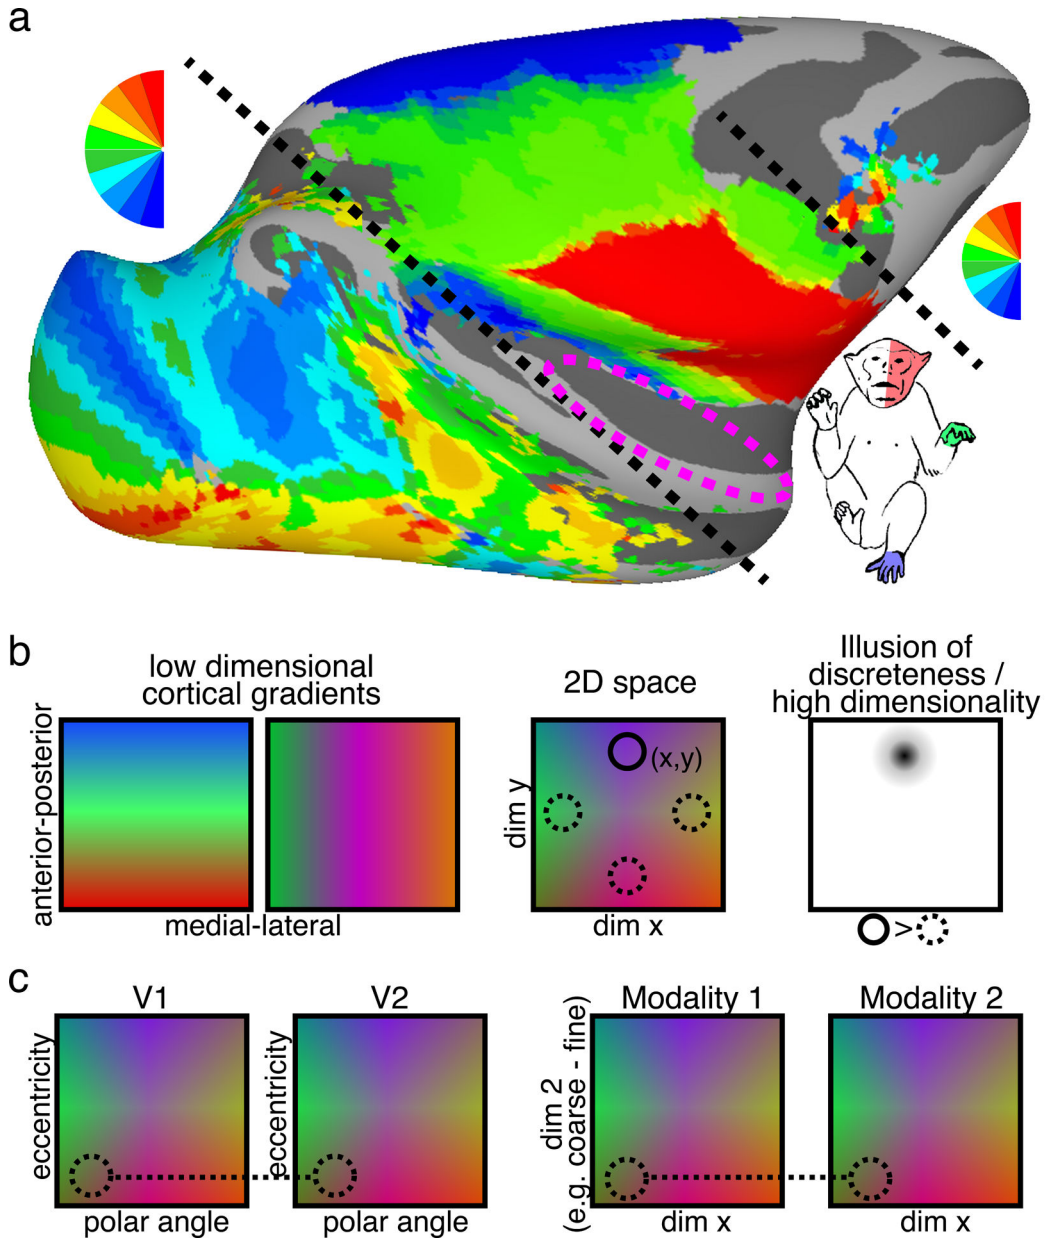 a
b
low dimensional
cortical gradients
anterior-posterior
medial-lateral
2D space
(x,y)
dim y
dim x
Illusion of
discreteness /
high dimensionality
>
c
V1
eccentricity
polar angle
V2
eccentricity
polar angle
Modality 1
dim 2
(e.g. coarse - fine)
dim x
Modality 2
dim x